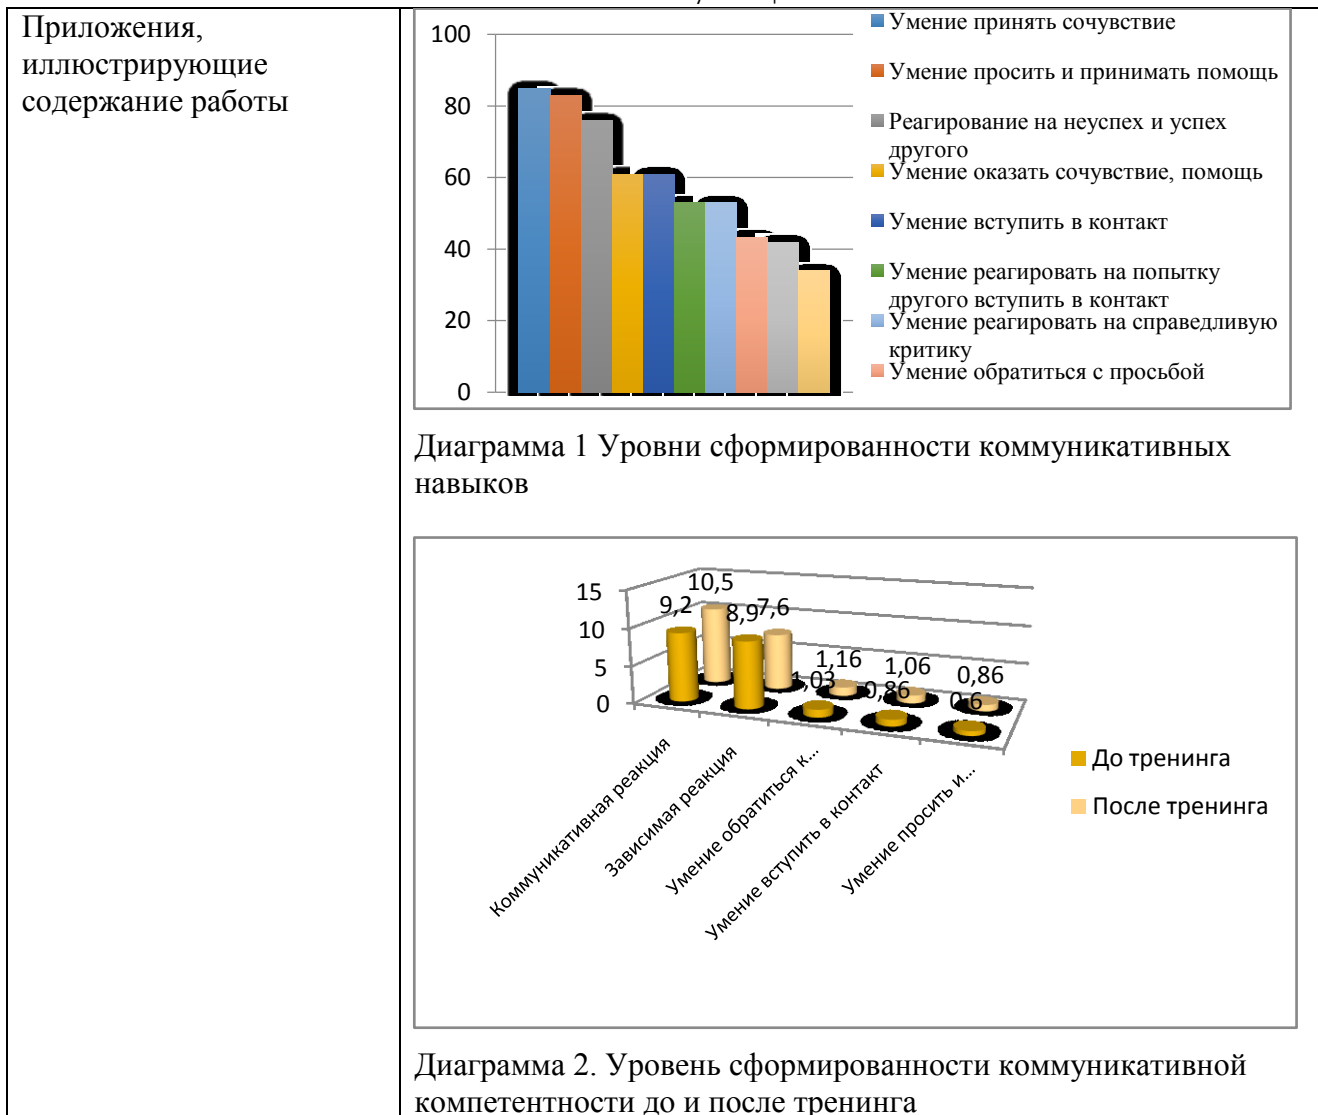 Приложения,
иллюстрирующие
содержание работы
100
80
60
40
20
0
Умение принять сочувствие
Умение просить и принимать помощь
Реагирование на неуспех и успех
другого
Умение оказать сочувствие, помощь
Умение вступить в контакт
Умение реагировать на попытку
другого вступить в контакт
Умение реагировать на справедливую
критику
Умение обратиться с просьбой
Диаграмма 1 Уровни сформированности коммуникативных
навыков
15
10
5
0
9,2
10,5
8,9
7,6
1,03
1,16
0,86
1,06
0,6
0,86
Коммуникативная реакция
Зависимая реакция
Умение обратиться к...
Умение вступить в контакт
Умение просить и...
До тренинга
После тренинга
Диаграмма 2. Уровень сформированности коммуникативной
компетентности до и после тренинга